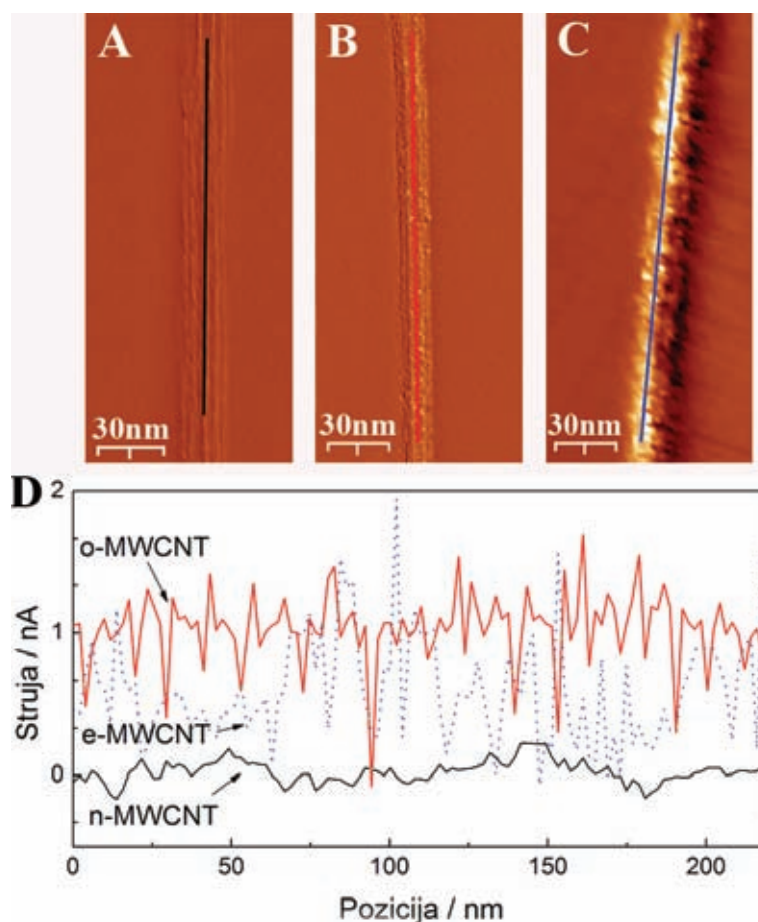 A B C
30nm 30nm 30nm
D
2
o-MWCNT
1
Struja / nA
e-MWCNT
0
n-MWCNT
0 50 100 150 200
Pozicija / nm